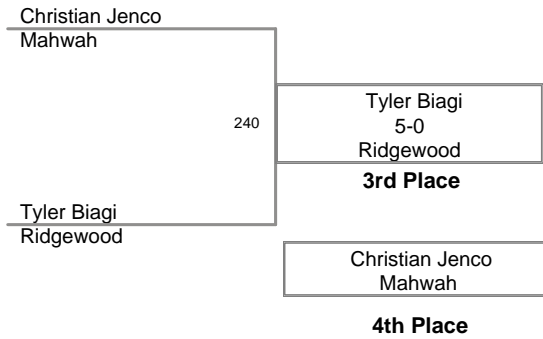 Christian Jenco
Mahwah
240
Tyler Biagi
5-0
Ridgewood
3rd Place
Tyler Biagi
Ridgewood
Christian Jenco
Mahwah
4th Place